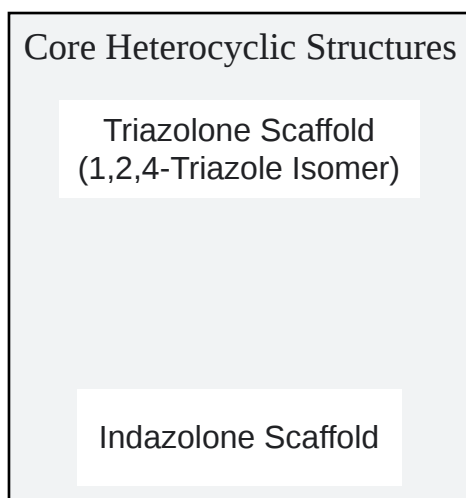 Core Heterocyclic Structures
Triazolone Scaffold
(1,2,4-Triazole Isomer)
Indazolone Scaffold